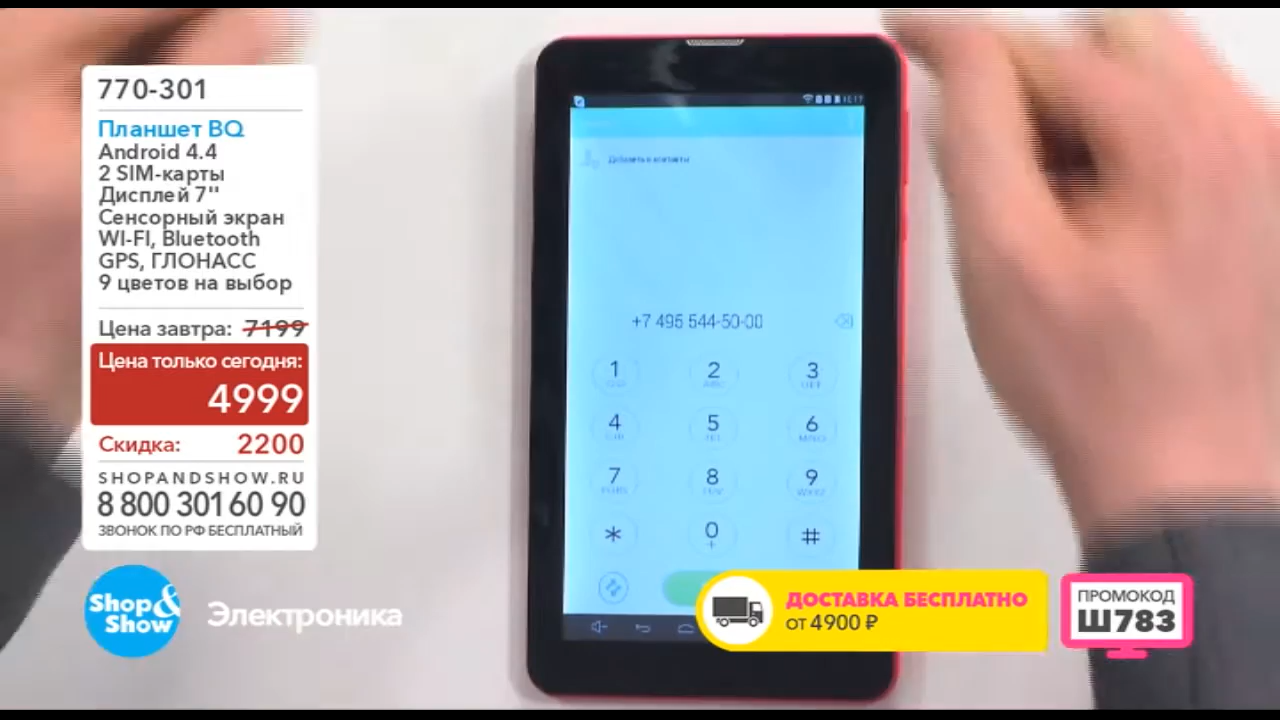 770-301
Планшет BQ
Android 4.4
2 SIM-карты
Дисплей 7''
Сенсорный экран
WI-FI, Bluetooth
GPS, ГЛОНАСС
9 цветов на выбор
Цена завтра: 7199
Цена только сегодня:
4999
Скидка: 2200
SHOPANDSHOW.RU
8 800 301 60 90
ЗВОНОК ПО РФ БЕСПЛАТНЫЙ
Shop&
Show
Электроника
Добавить в контакты
+7 495 544-50-00
1 2 3
4 5 6
7 8 9
* 0 #
+
ДОСТАВКА БЕСПЛАТНО
ОТ 4900 ₽
ПРОМОКОД
Ш783